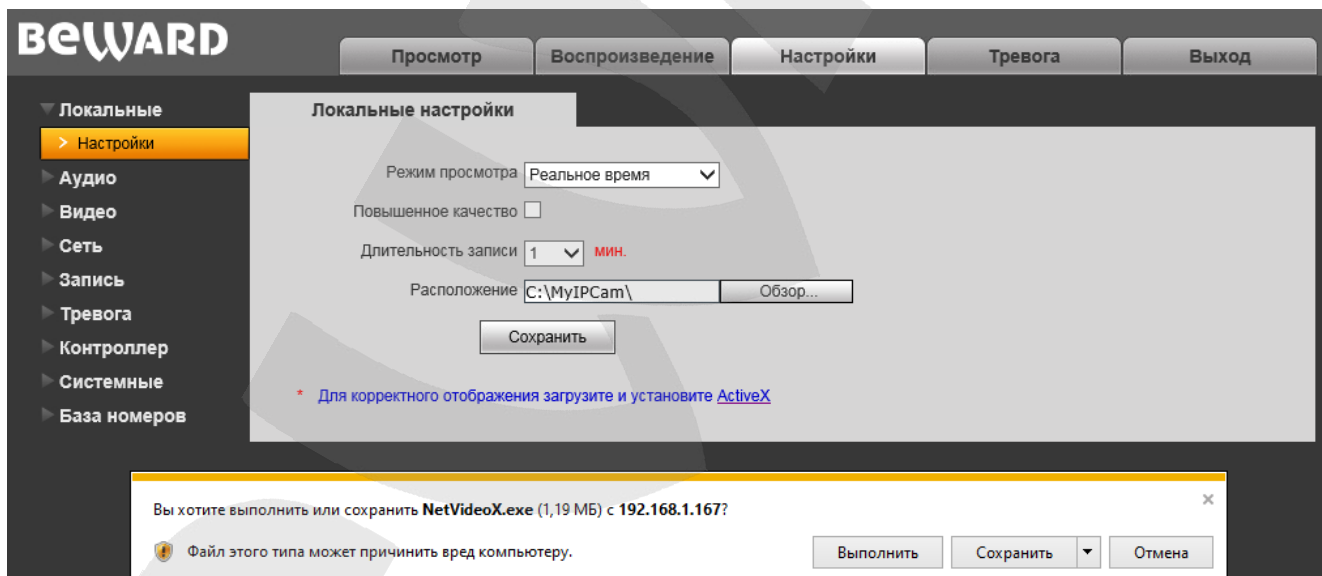 BEWARD
Просмотр Воспроизведение Настройки Тревога Выход
Локальные
> Настройки
Аудио
Видео
Сеть
Запись
Тревога
Контроллер
Системные
База номеров
Локальные настройки
Режим просмотра Реальное время
Повышенное качество
Длительность записи 1 мин.
Расположение C:\MyIPCam\ Обзор...
Сохранить
* Для корректного отображения загрузите и установите ActiveX
Вы хотите выполнить или сохранить NetVideoX.exe (1,19 МБ) с 192.168.1.167? ×
Файл этого типа может причинить вред компьютеру. Выполнить Сохранить Отмена